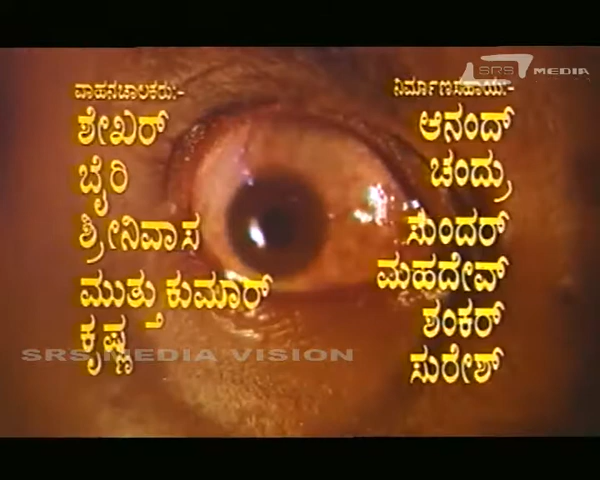 SRS MEDIA
ವಾಹನಚಾಲಕರು:-
ಶೇಖರ್
ಬೈರಿ
ಶ್ರೀನಿವಾಸ
ಮುತ್ತುಕುಮಾರ್
ಕೃಷ್ಣ
ನಿರ್ಮಾಣಸಹಾಯ:-
ಆನಂದ್
ಚಂದ್ರು
ಸುಂದರ್
ಮಹದೇವ್
ಶಂಕರ್
ಸುರೇಶ್
SRS MEDIA VISION